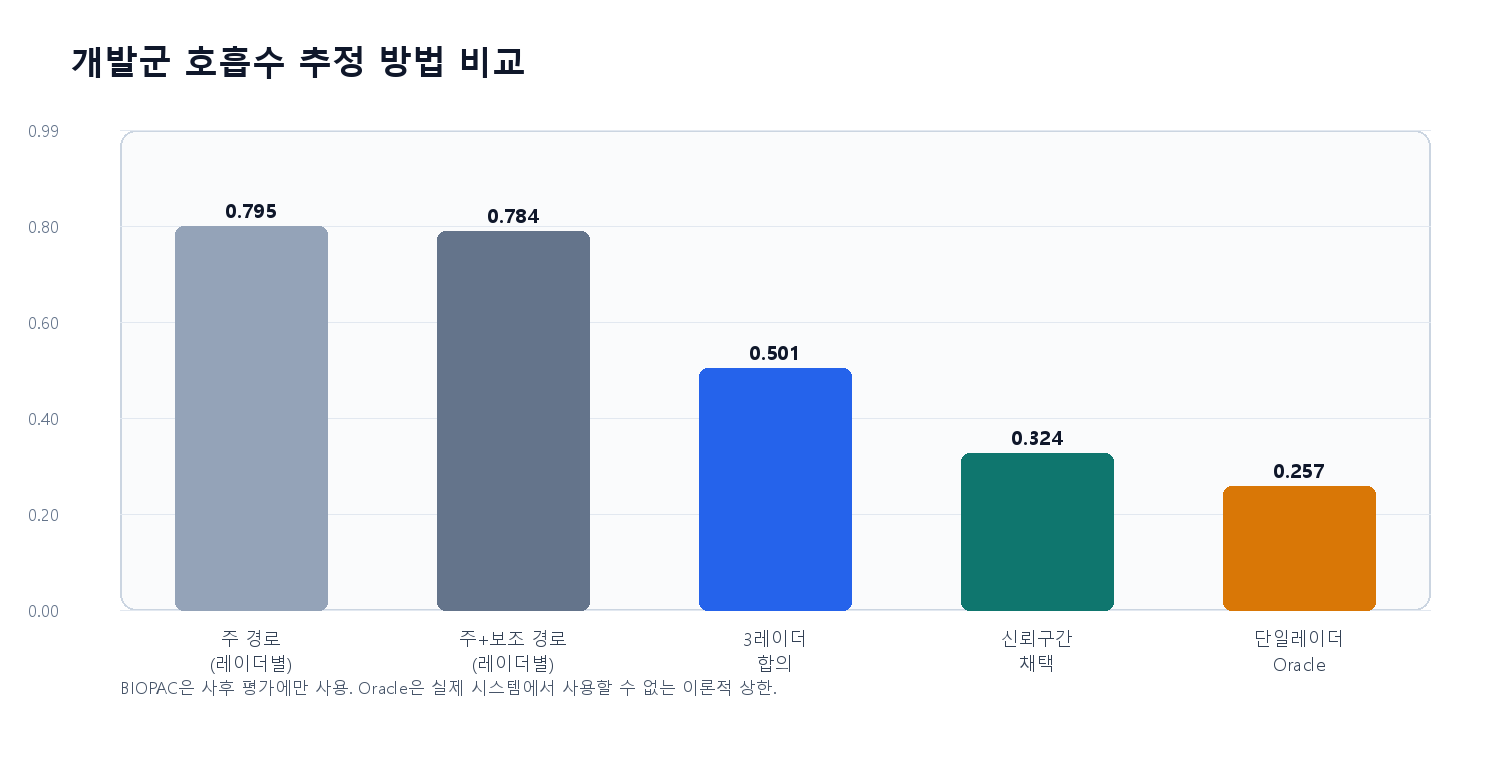 개발군 호흡수 추정 방법 비교
0.99
0.80
0.60
0.40
0.20
0.00
0.795
0.784
0.501
0.324
0.257
주 경로
(레이더별)
주+보조 경로
(레이더별)
3레이더
합의
신뢰구간
채택
단일레이더
Oracle
BIOPAC은 사후 평가에만 사용. Oracle은 실제 시스템에서 사용할 수 없는 이론적 상한.